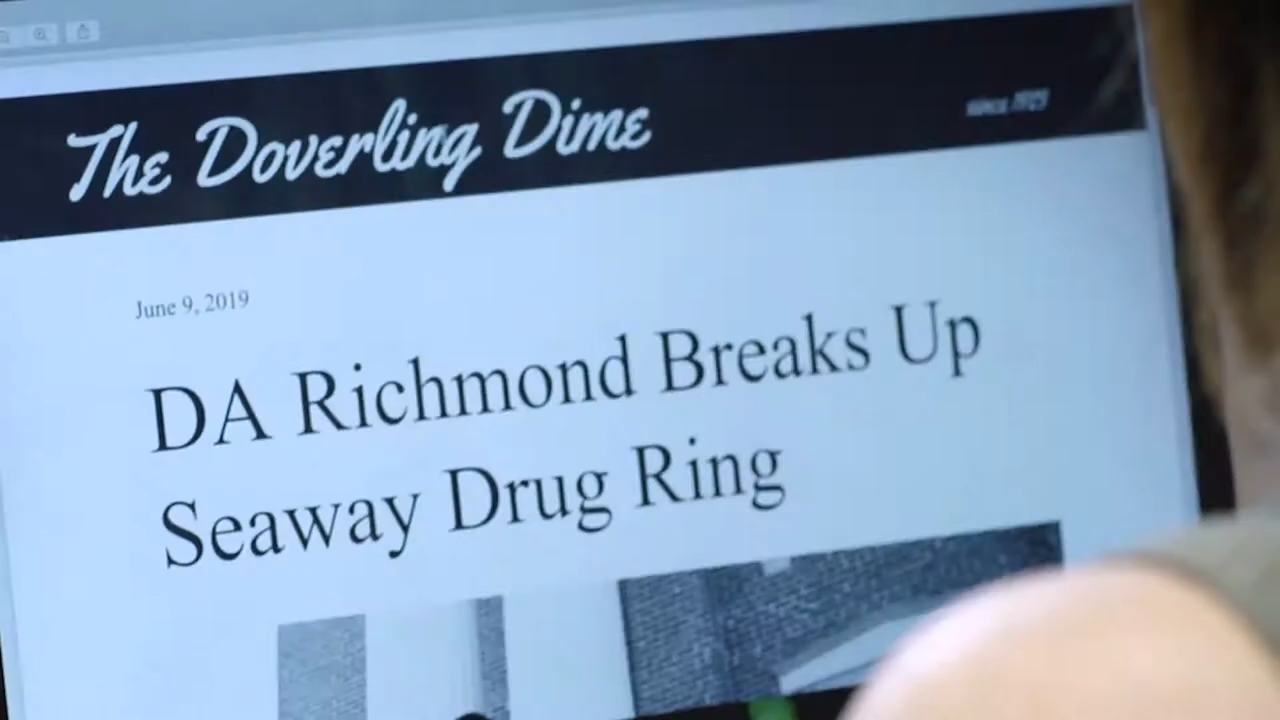 The Doverling Dime
June 9, 2019
DA Richmond Breaks Up
Seaway Drug Ring